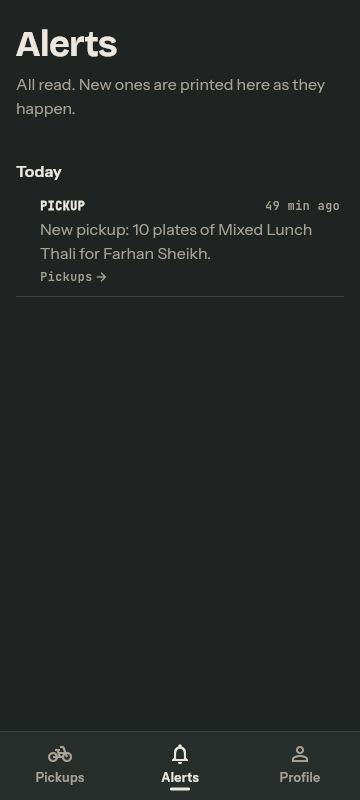 Alerts
All read. New ones are printed here as they
happen.
Today
PICKUP
49 min ago
New pickup: 10 plates of Mixed Lunch
Thali for Farhan Sheikh.
Pickups →
Pickups
Alerts
Profile